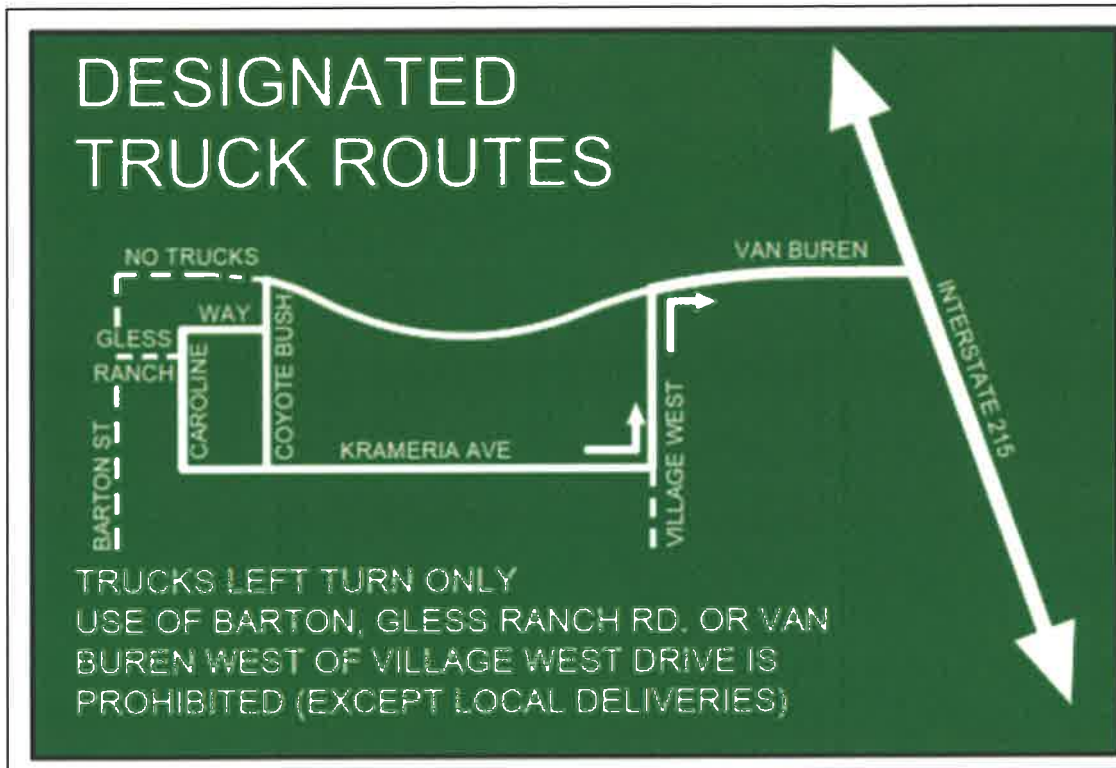 DESIGNATED
TRUCK ROUTES
NO TRUCKS
VAN BUREN
WAY
GLESS
RANCH
CAROLINE
COYOTE BUSH
BARTON ST
KRAMERIA AVE
VILLAGE WEST
INTERSTATE 215
TRUCKS LEFT TURN ONLY
USE OF BARTON, GLESS RANCH RD. OR VAN
BUREN WEST OF VILLAGE WEST DRIVE IS
PROHIBITED (EXCEPT LOCAL DELIVERIES)